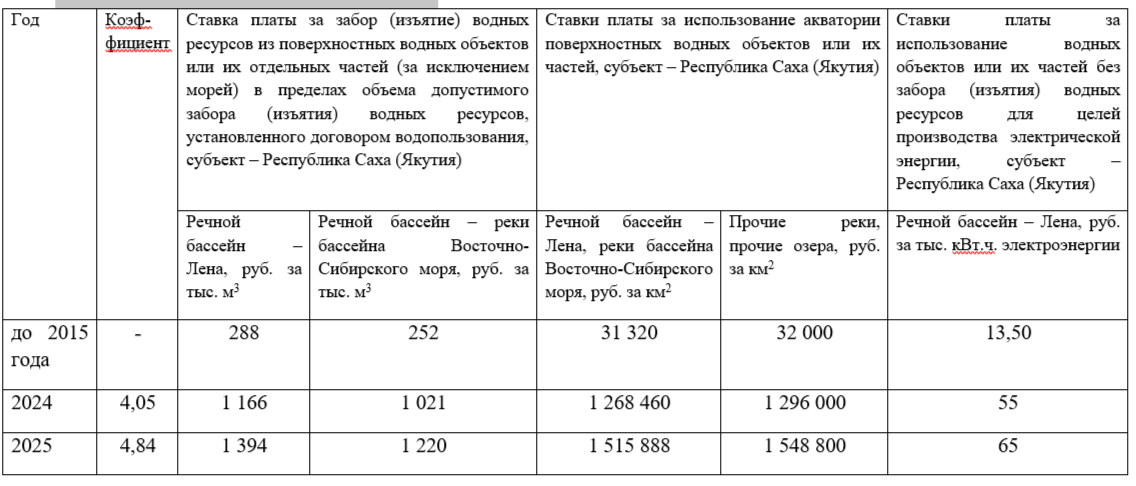 Год
Коэф-
фициент
Ставка платы за забор (изъятие) водных
ресурсов из поверхностных водных объектов
или их отдельных частей (за исключением
морей) в пределах объема допустимого
забора (изъятия) водных ресурсов,
установленного договором водопользования,
субъект – Республика Саха (Якутия)
Ставки платы за использование акватории
поверхностных водных объектов или их
частей, субъект – Республика Саха (Якутия)
Ставки платы за
использование водных
объектов или их частей без
забора (изъятия) водных
ресурсов для целей
производства электрической
энергии, субъект –
Республика Саха (Якутия)
Речной
бассейн –
Лена, руб. за
тыс. м3
Речной бассейн – реки
бассейна Восточно-
Сибирского моря, руб. за
тыс. м3
Речной бассейн –
Лена, реки бассейна
Восточно-Сибирского
моря, руб. за км2
Прочие реки,
прочие озера, руб.
за км2
Речной бассейн – Лена, руб.
за тыс. кВт.ч. электроэнергии
до 2015
года
-
288
252
31 320
32 000
13,50
2024
4,05
1 166
1 021
1 268 460
1 296 000
55
2025
4,84
1 394
1 220
1 515 888
1 548 800
65